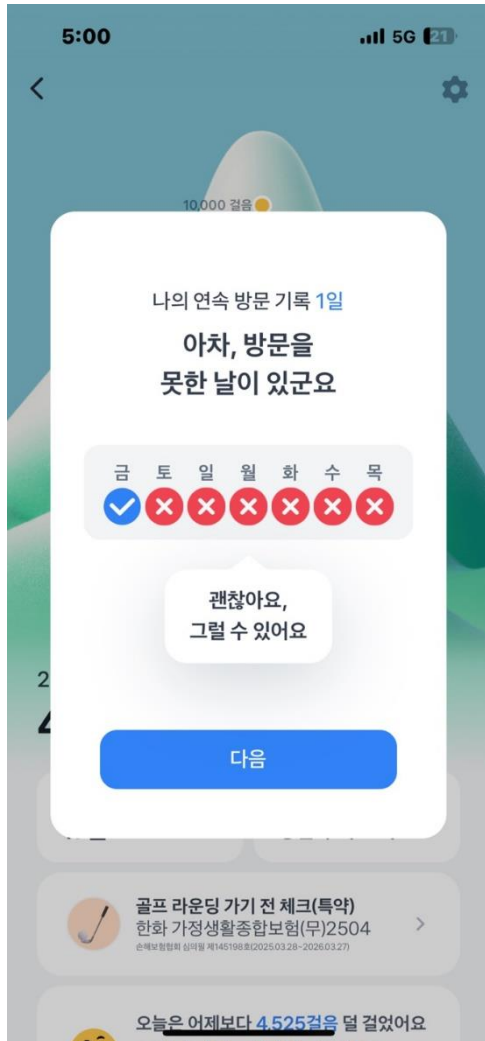 5:00
5G 21
10,000 걸음
나의 연속 방문 기록 1일
아차, 방문을
못한 날이 있군요
금 토 일 월 화 수 목
괜찮아요,
그럴 수 있어요
2
다음
골프 라운딩 가기 전 체크(특약)
한화 가정생활종합보험(무)2504
손해보험협회 심의필 제145198호(2025.03.28~2026.03.27)
오늘은 어제보다 4,525걸음 덜 걸었어요